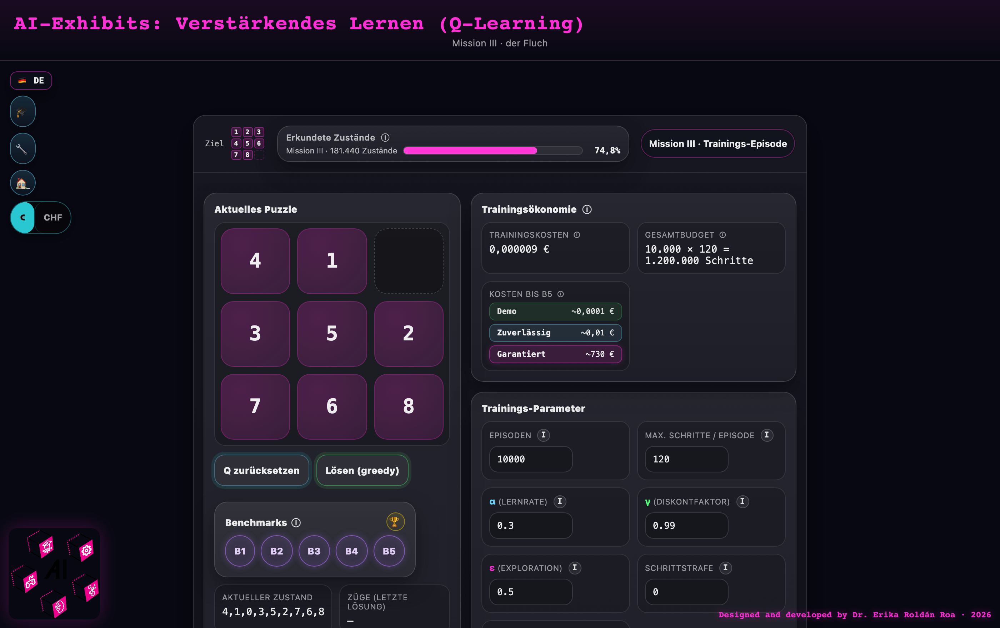 AI-Exhibits: Verstärkendes Lernen (Q-Learning)
Mission III · der Fluch
DE
€ CHF
Ziel
1 2 3
4 5 6
7 8
Erkundete Zustände
Mission III · 181.440 Zustände 74,8%
Mission III · Trainings-Episode
Aktuelles Puzzle
4 1
3 5 2
7 6 8
Q zurücksetzen
Lösen (greedy)
Benchmarks
B1 B2 B3 B4 B5
AKTUELLER ZUSTAND
4,1,0,3,5,2,7,6,8
ZÜGE (LETZTE
LÖSUNG)
—
Trainingsökonomie
TRAININGSKOSTEN
0,000009 €
GESAMTBUDGET
10.000 × 120 =
1.200.000 Schritte
KOSTEN BIS B5
Demo ~0,0001 €
Zuverlässig ~0,01 €
Garantiert ~730 €
Trainings-Parameter
EPISODEN I
10000
MAX. SCHRITTE / EPISODE I
120
α (LERNRATE) I
0.3
γ (DISKONTFAKTOR) I
0.99
ε (EXPLORATION) I
0.5
SCHRITTSTRAFE I
0
AI
Designed and developed by Dr. Erika Roldán Roa · 2026